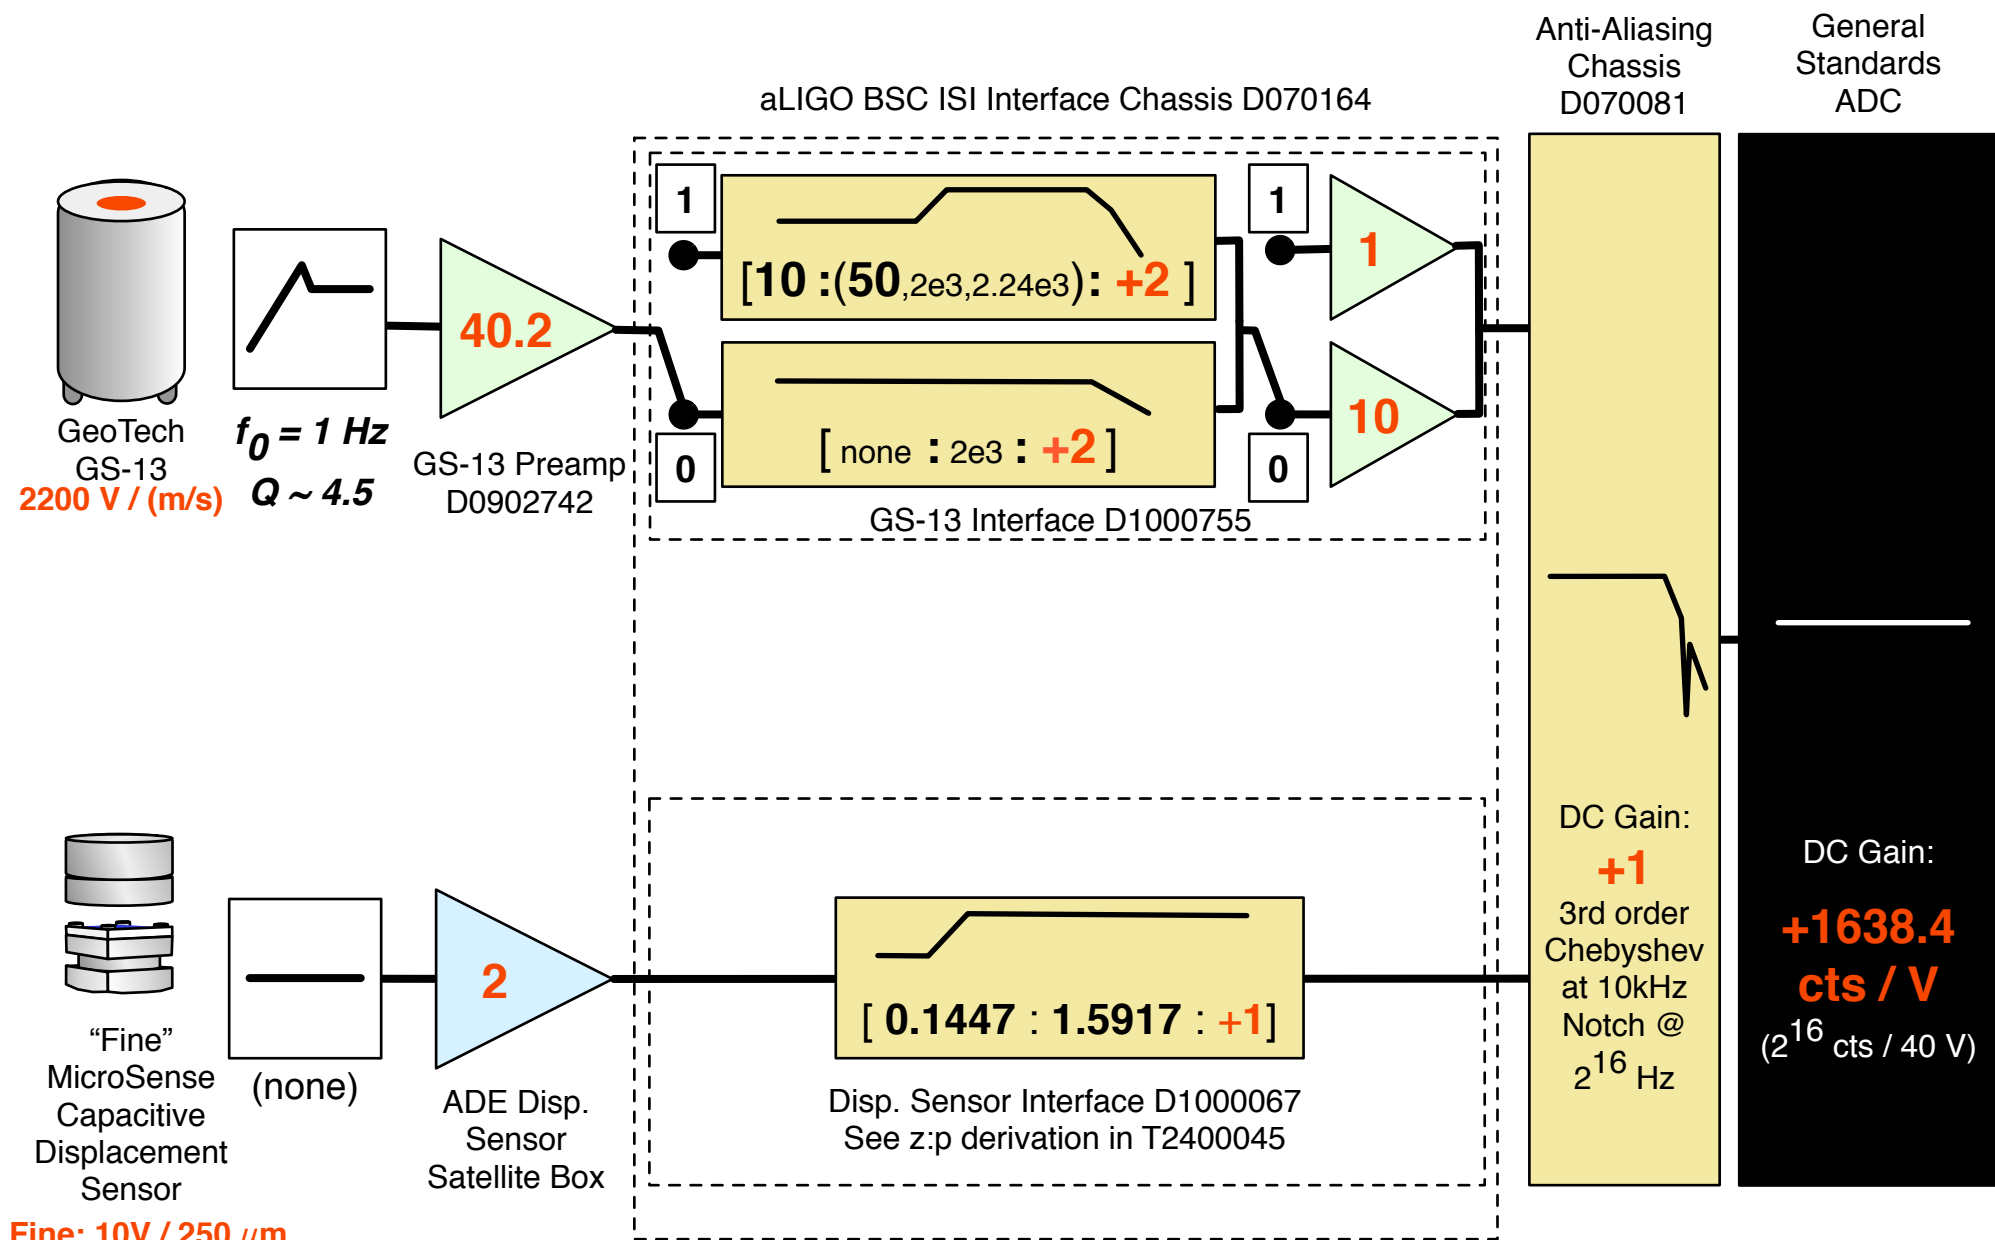 Anti-Aliasing
Chassis
D070081
General
Standards
ADC
aLIGO BSC ISI Interface Chassis D070164
1
[10 :(50,2e3,2.24e3): +2 ]
1
1
40.2
[ none : 2e3 : +2 ]
10
0
0
GeoTech
GS-13
2200 V / (m/s)
f0 = 1 Hz
Q ~ 4.5
GS-13 Preamp
D0902742
GS-13 Interface D1000755
DC Gain:
+1
3rd order
Chebyshev
at 10kHz
Notch @
2^16 Hz
DC Gain:
+1638.4
cts / V
(2^16 cts / 40 V)
2
[ 0.1447 : 1.5917 : +1]
“Fine”
MicroSense
Capacitive
Displacement
Sensor
Fine: 10V / 250 μm
(none)
ADE Disp.
Sensor
Satellite Box
Disp. Sensor Interface D1000067
See z:p derivation in T2400045